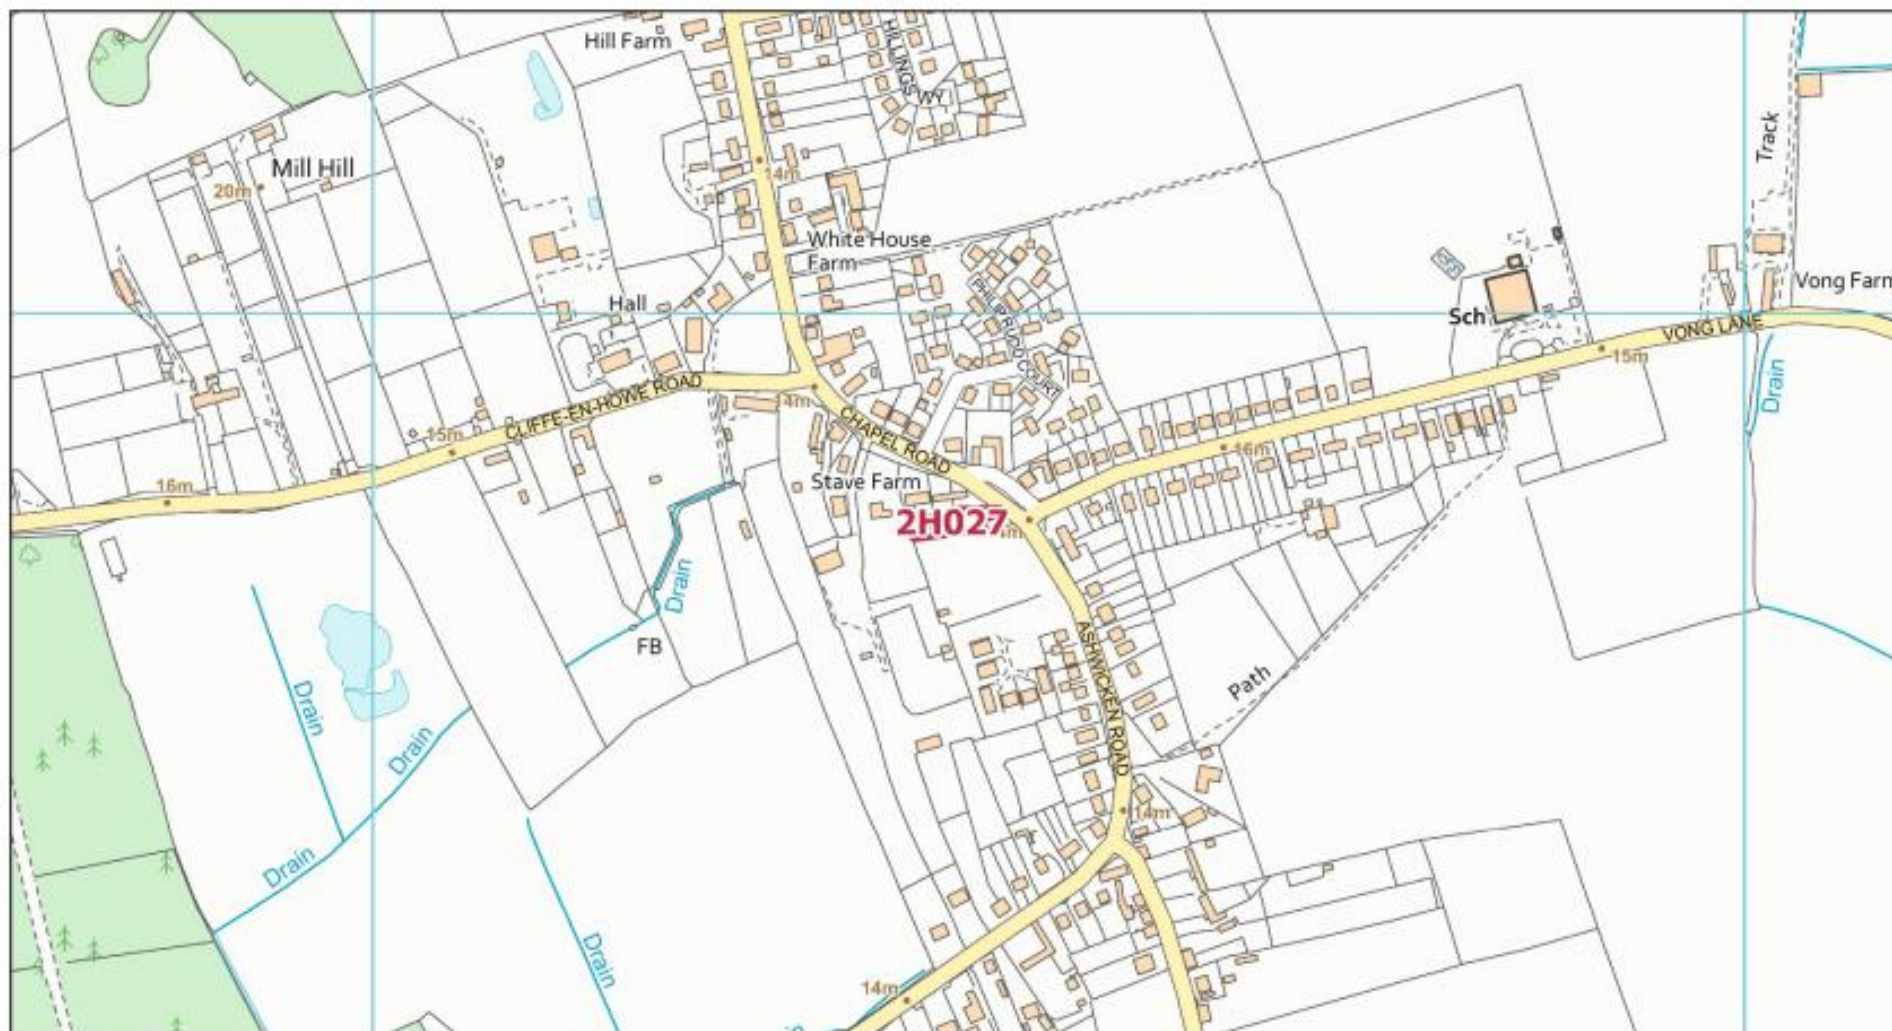 Hill Farm
HILLINGS WY
Track
Mill Hill
20m
14m
White House
Farm
Vong Farm
Hall
PHILIP RUDD COURT
Sch
VONG LANE
15m
Drain
CLIFFE-EN-HOWE ROAD
14m
CHAPEL ROAD
15m
16m
16m
Stave Farm
2H027
Drain
FB
ASHWICKEN ROAD
Path
Drain
Drain
14m
Drain
Drain
14m